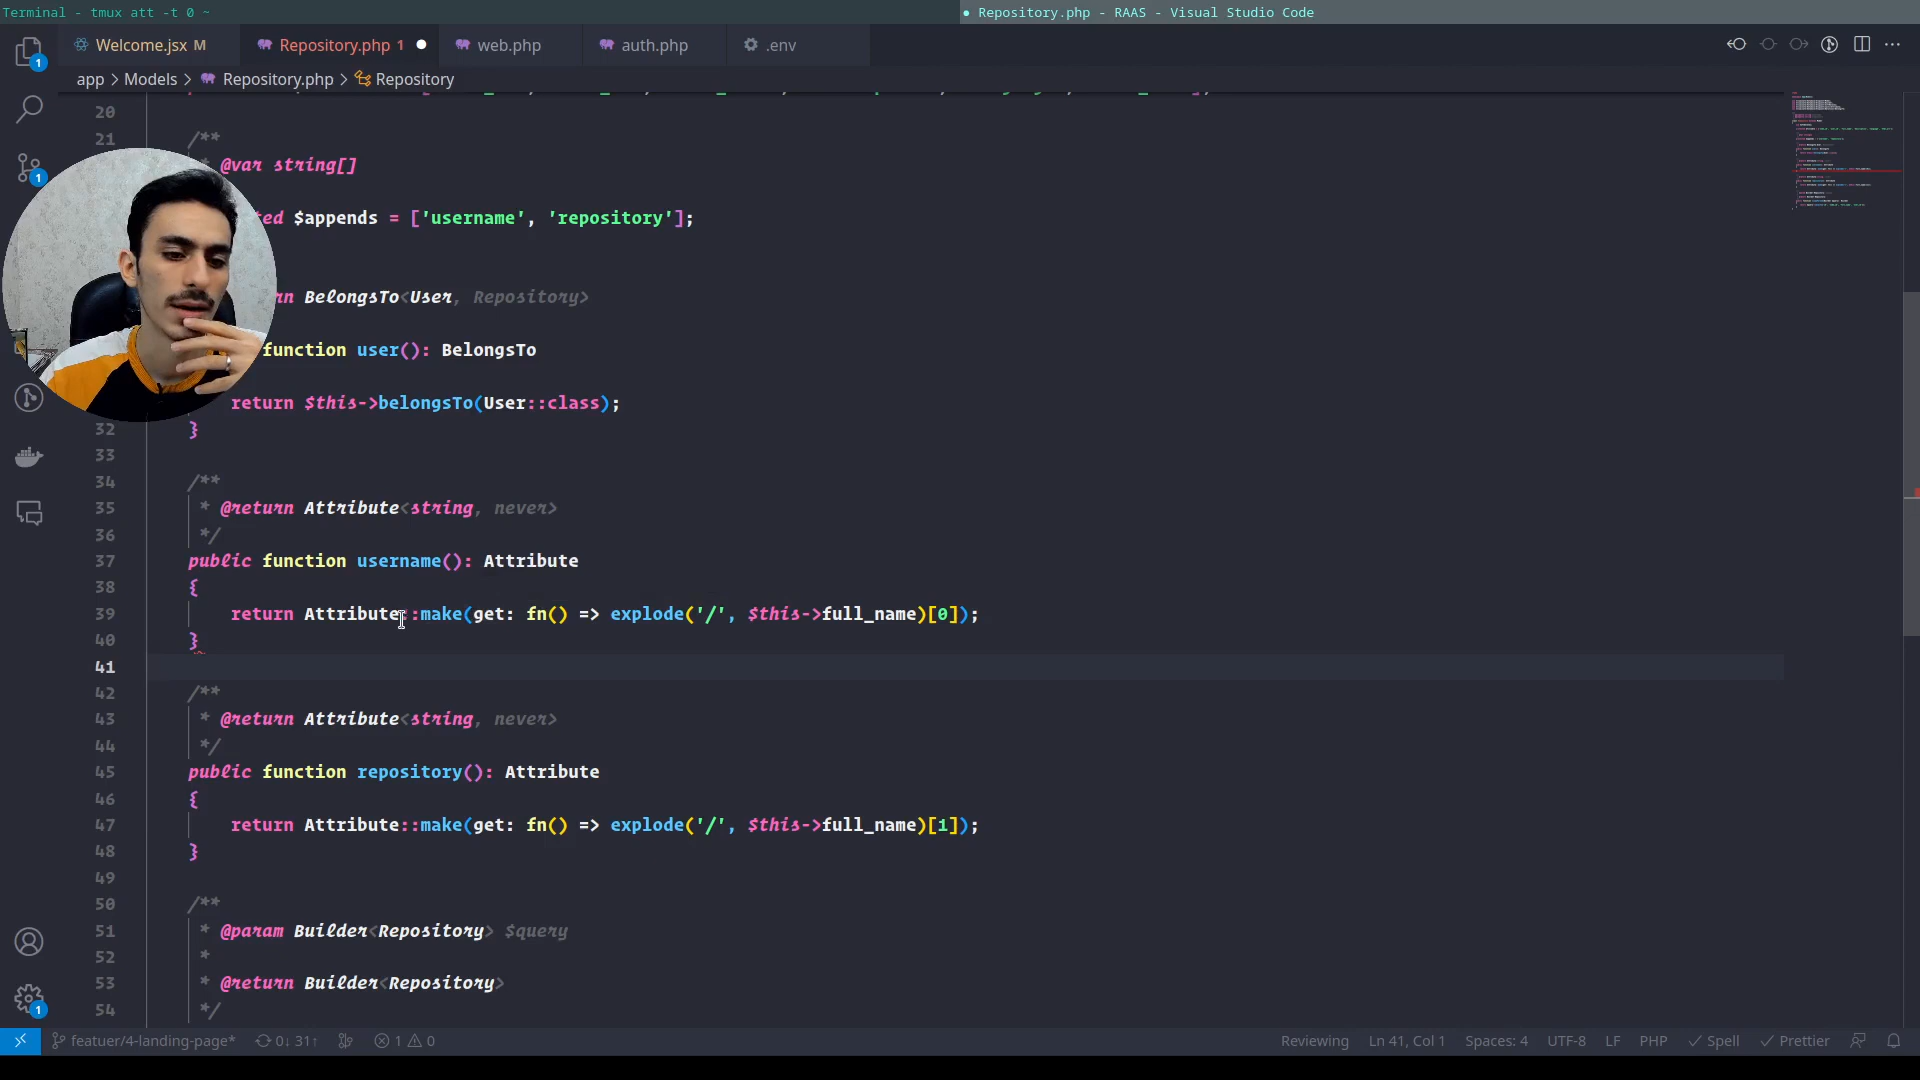 Terminal - tmux att -t 0 ~
● Repository.php - RAAS - Visual Studio Code
Welcome.jsx M
Repository.php 1
web.php
auth.php
.env
app > Models > Repository.php > Repository
20
21 /**
@var string[]
$appends = ['username', 'repository'];
BelongsTo<User, Repository>
function user(): BelongsTo
return $this->belongsTo(User::class);
32 }
33
34 /**
35 * @return Attribute<string, never>
36 */
37 public function username(): Attribute
38 {
39 return Attribute::make(get: fn() => explode('/', $this->full_name)[0]);
40 }
41
42 /**
43 * @return Attribute<string, never>
44 */
45 public function repository(): Attribute
46 {
47 return Attribute::make(get: fn() => explode('/', $this->full_name)[1]);
48 }
49
50 /**
51 * @param Builder<Repository> $query
52 *
53 * @return Builder<Repository>
54 */
featuer/4-landing-page* 0↓ 31↑ 1 0
Reviewing Ln 41, Col 1 Spaces: 4 UTF-8 LF PHP Spell Prettier